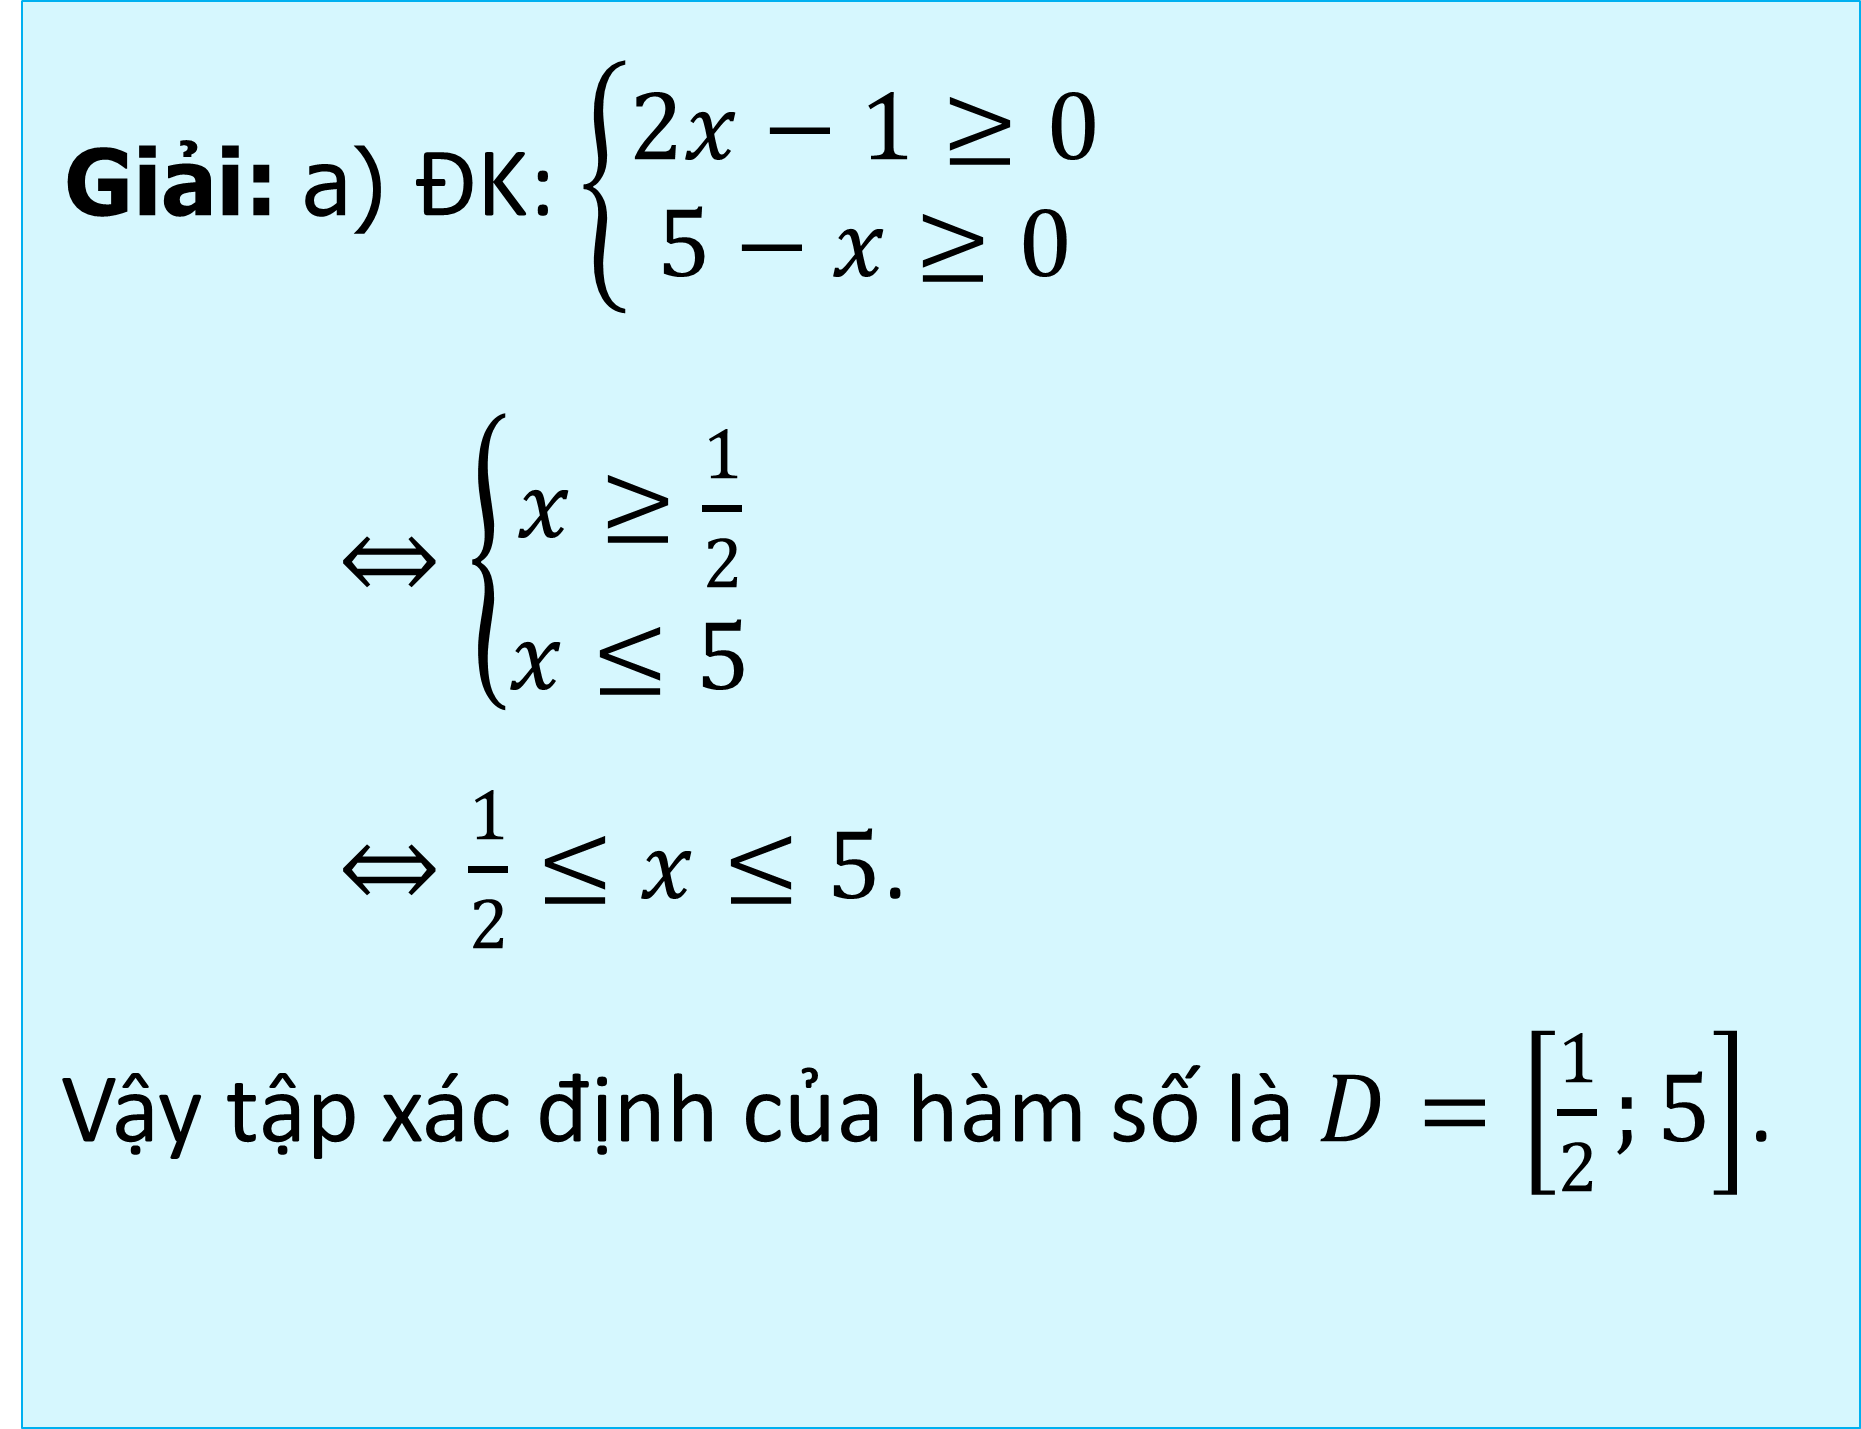 Giải: a) ĐK: { 2x − 1 ≥ 0
5 − x ≥ 0
⇔ { x ≥ 1/2
x ≤ 5
⇔ 1/2 ≤ x ≤ 5.
Vậy tập xác định của hàm số là D = [1/2; 5].